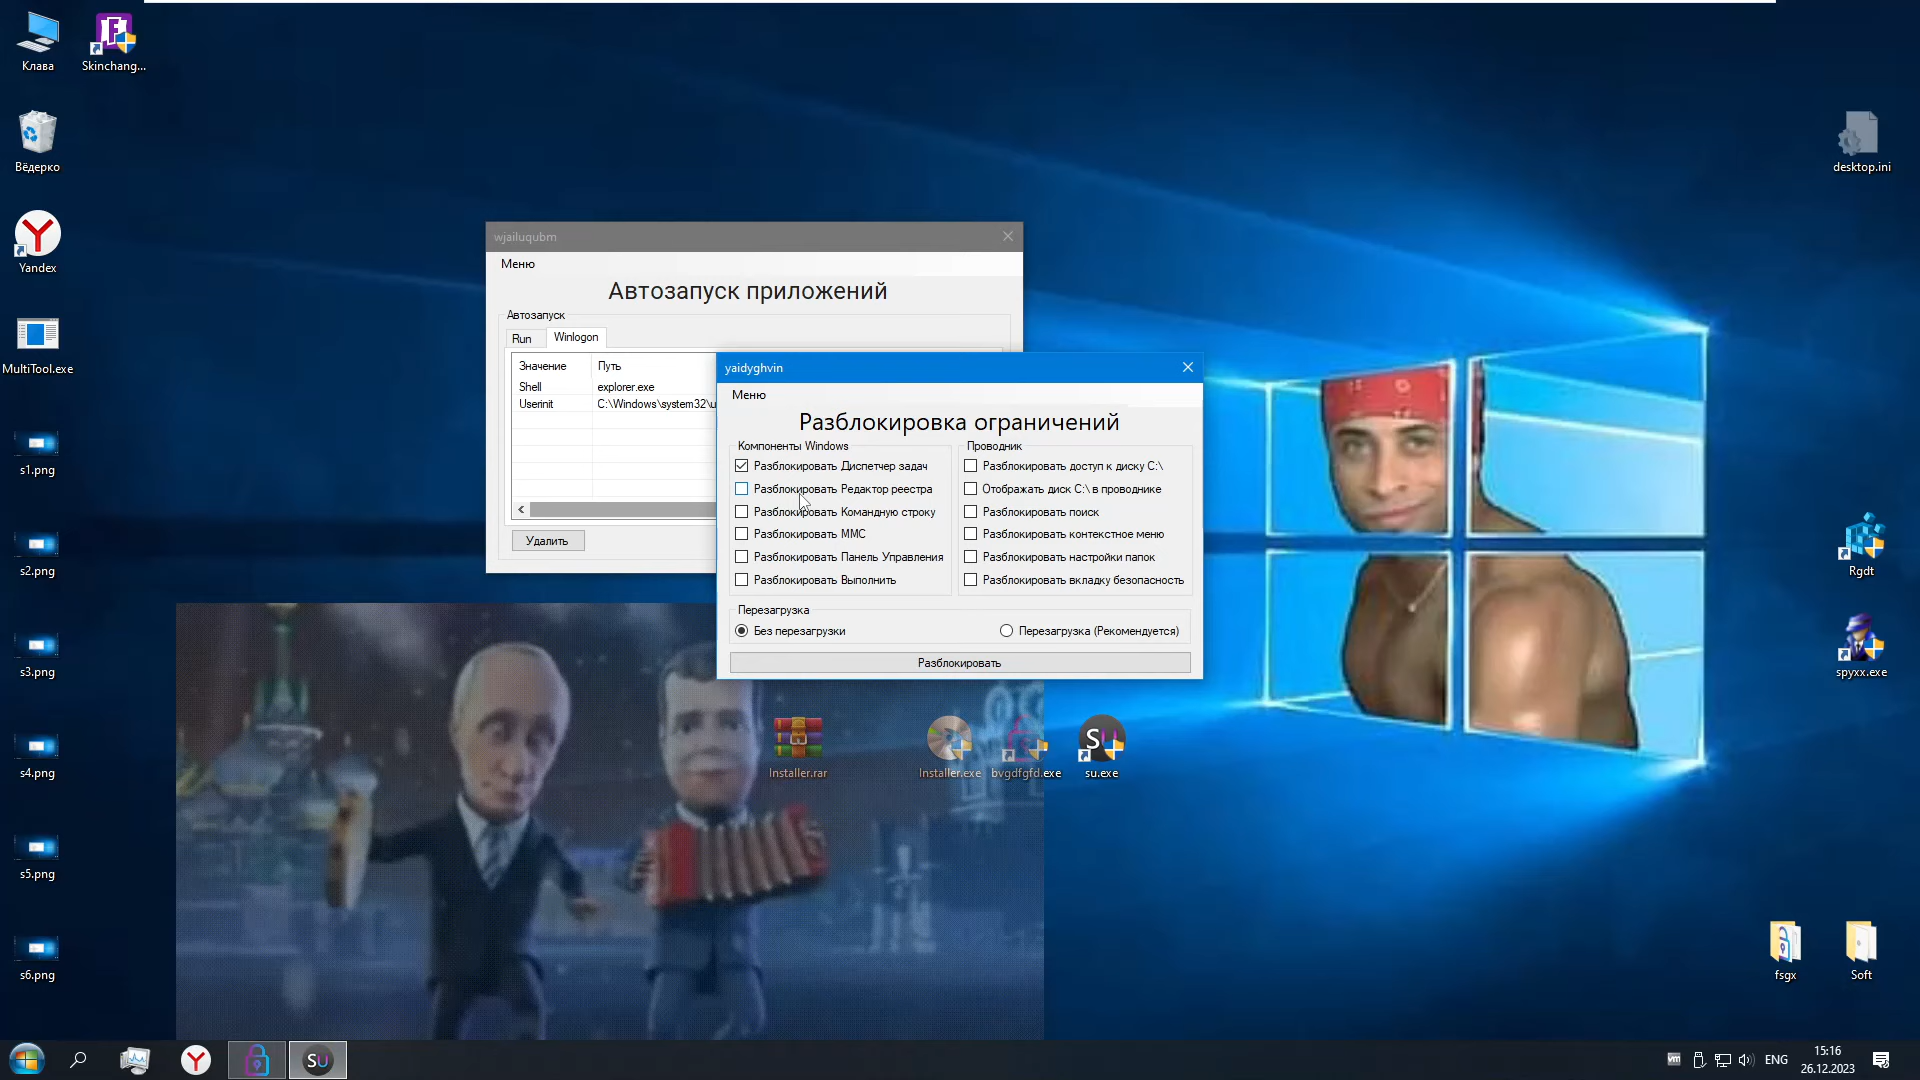 Клава
Skinchang...
Вёдерко
Yandex
MultiTool.exe
s1.png
s2.png
s3.png
s4.png
s5.png
s6.png
desktop.ini
Rgdt
spyxx.exe
fsgx
Soft
Installer.rar
Installer.exe
bvgdfgfd.exe
su.exe
wjailuqubm
Меню
Автозапуск приложений
Автозапуск
Run
Winlogon
Значение
Путь
Shell
explorer.exe
Userinit
C:\Windows\system32\u
Удалить
yaidyghvin
Меню
Разблокировка ограничений
Компоненты Windows
Разблокировать Диспетчер задач
Разблокировать Редактор реестра
Разблокировать Командную строку
Разблокировать MMC
Разблокировать Панель Управления
Разблокировать Выполнить
Проводник
Разблокировать доступ к диску C:\
Отображать диск C:\ в проводнике
Разблокировать поиск
Разблокировать контекстное меню
Разблокировать настройки папок
Разблокировать вкладку безопасность
Перезагрузка
Без перезагрузки
Перезагрузка (Рекомендуется)
Разблокировать
SU
vm
ENG
15:16
26.12.2023